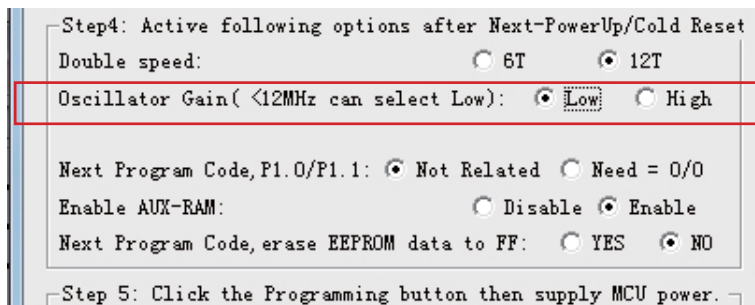 Step4: Active following options after Next-PowerUp/Cold Reset
Double speed: 6T 12T
Oscillator Gain( <12MHz can select Low): Low High
Next Program Code,P1.0/P1.1: Not Related Need = 0/0
Enable AUX-RAM: Disable Enable
Next Program Code,erase EEPROM data to FF: YES NO
Step 5: Click the Programming button then supply MCU power.